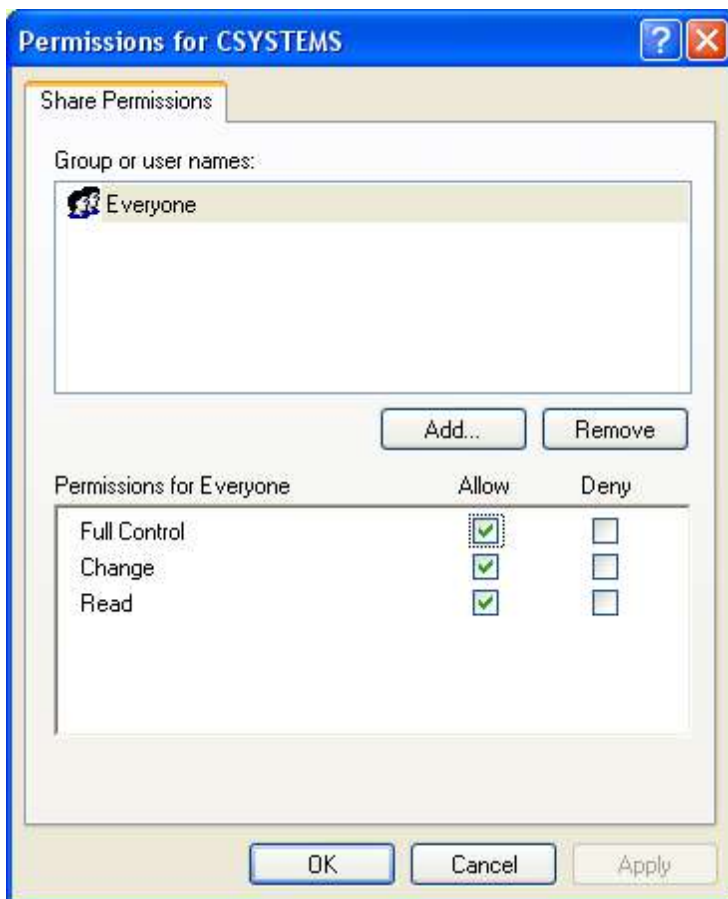 Permissions for CSYSTEMS
Share Permissions
Group or user names:
Everyone
Add... Remove
Permissions for Everyone Allow Deny
Full Control
Change
Read
OK Cancel Apply